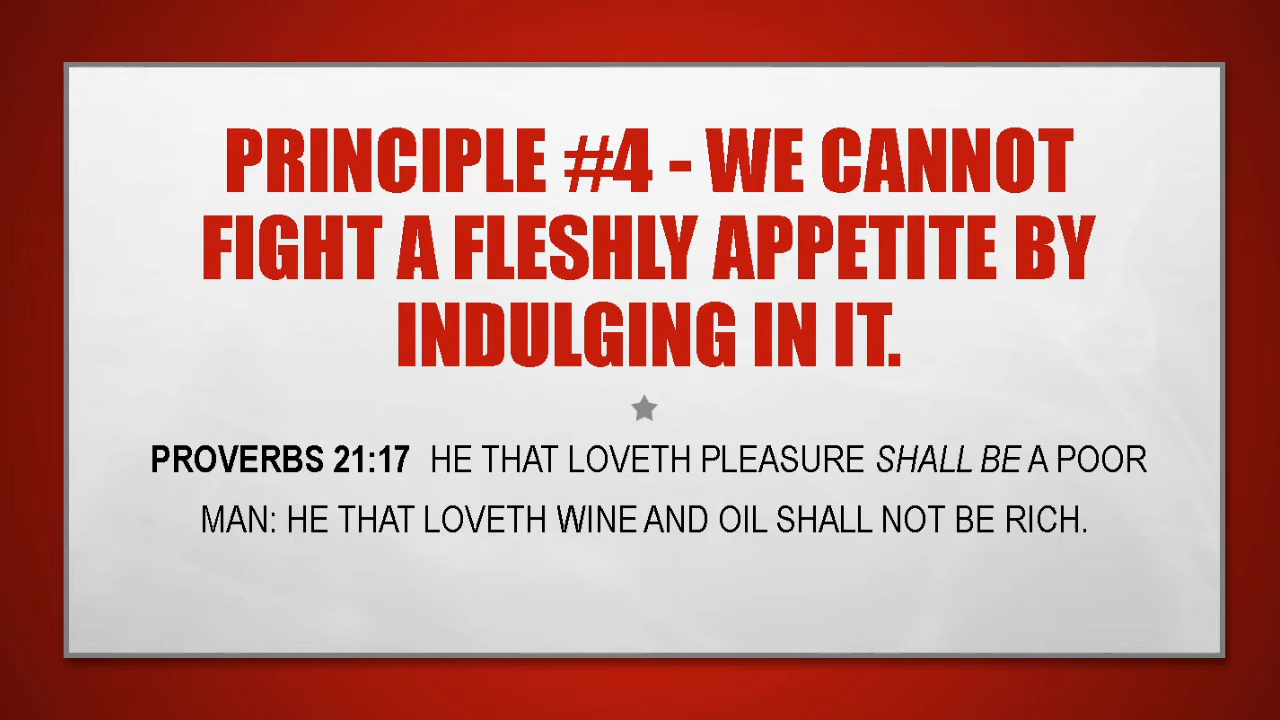 PRINCIPLE #4 - WE CANNOT
FIGHT A FLESHLY APPETITE BY
INDULGING IN IT.
PROVERBS 21:17 HE THAT LOVETH PLEASURE SHALL BE A POOR
MAN: HE THAT LOVETH WINE AND OIL SHALL NOT BE RICH.